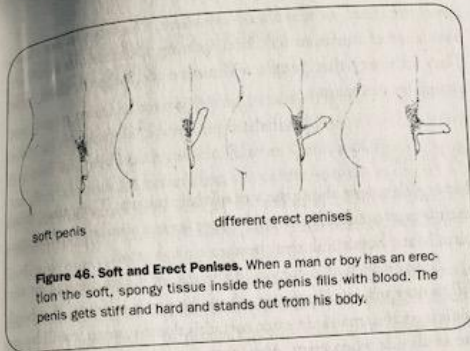 soft penis
different erect penises
Figure 46. Soft and Erect Penises. When a man or boy has an erec-
tion the soft, spongy tissue inside the penis fills with blood. The
penis gets stiff and hard and stands out from his body.